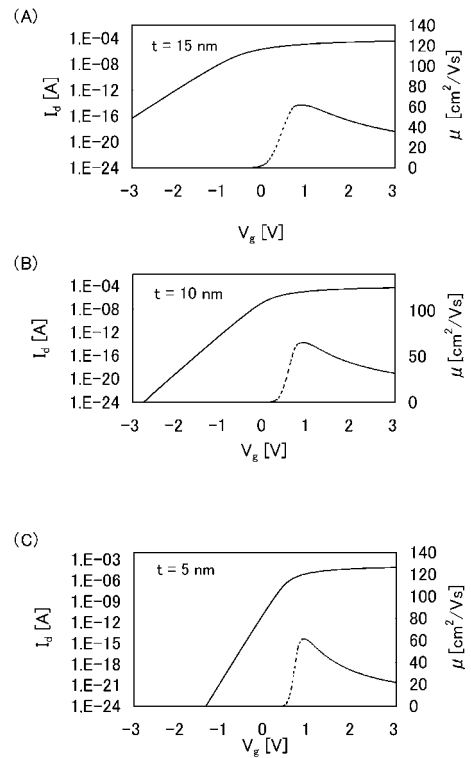 (A)
t = 15 nm
I_d [A]
1.E−04
1.E−08
1.E−12
1.E−16
1.E−20
1.E−24
140
120
100
80
60
40
20
0
μ [cm²/Vs]
−3 −2 −1 0 1 2 3
V_g [V]
(B)
t = 10 nm
I_d [A]
1.E−04
1.E−08
1.E−12
1.E−16
1.E−20
1.E−24
100
50
0
μ [cm²/Vs]
−3 −2 −1 0 1 2 3
V_g [V]
(C)
t = 5 nm
I_d [A]
1.E−03
1.E−06
1.E−09
1.E−12
1.E−15
1.E−18
1.E−21
1.E−24
140
120
100
80
60
40
20
0
μ [cm²/Vs]
−3 −2 −1 0 1 2 3
V_g [V]